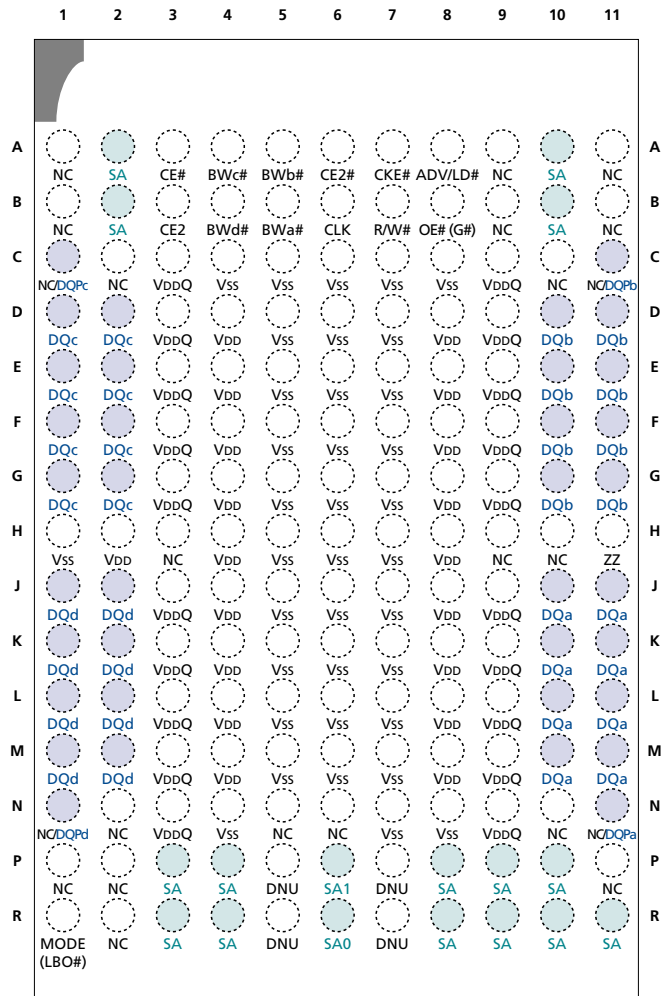 1 2 3 4 5 6 7 8 9 10 11
A A
NC SA CE# BWc# BWb# CE2# CKE# ADV/LD# NC SA NC
B B
NC SA CE2 BWd# BWa# CLK R/W# OE# (G#) NC SA NC
C C
NC/DQPc NC VDDQ VSS VSS VSS VSS VSS VDDQ NC NC/DQPb
D D
DQc DQc VDDQ VDD VSS VSS VSS VDD VDDQ DQb DQb
E E
DQc DQc VDDQ VDD VSS VSS VSS VDD VDDQ DQb DQb
F F
DQc DQc VDDQ VDD VSS VSS VSS VDD VDDQ DQb DQb
G G
DQc DQc VDDQ VDD VSS VSS VSS VDD VDDQ DQb DQb
H H
VSS VDD NC VDD VSS VSS VSS VDD NC NC ZZ
J J
DQd DQd VDDQ VDD VSS VSS VSS VDD VDDQ DQa DQa
K K
DQd DQd VDDQ VDD VSS VSS VSS VDD VDDQ DQa DQa
L L
DQd DQd VDDQ VDD VSS VSS VSS VDD VDDQ DQa DQa
M M
DQd DQd VDDQ VDD VSS VSS VSS VDD VDDQ DQa DQa
N N
NC/DQPd NC VDDQ VSS NC NC VSS VSS VDDQ NC NC/DQPa
P P
NC NC SA SA DNU SA1 DNU SA SA SA NC
R R
MODE NC SA SA DNU SA0 DNU SA SA SA SA
(LBO#)